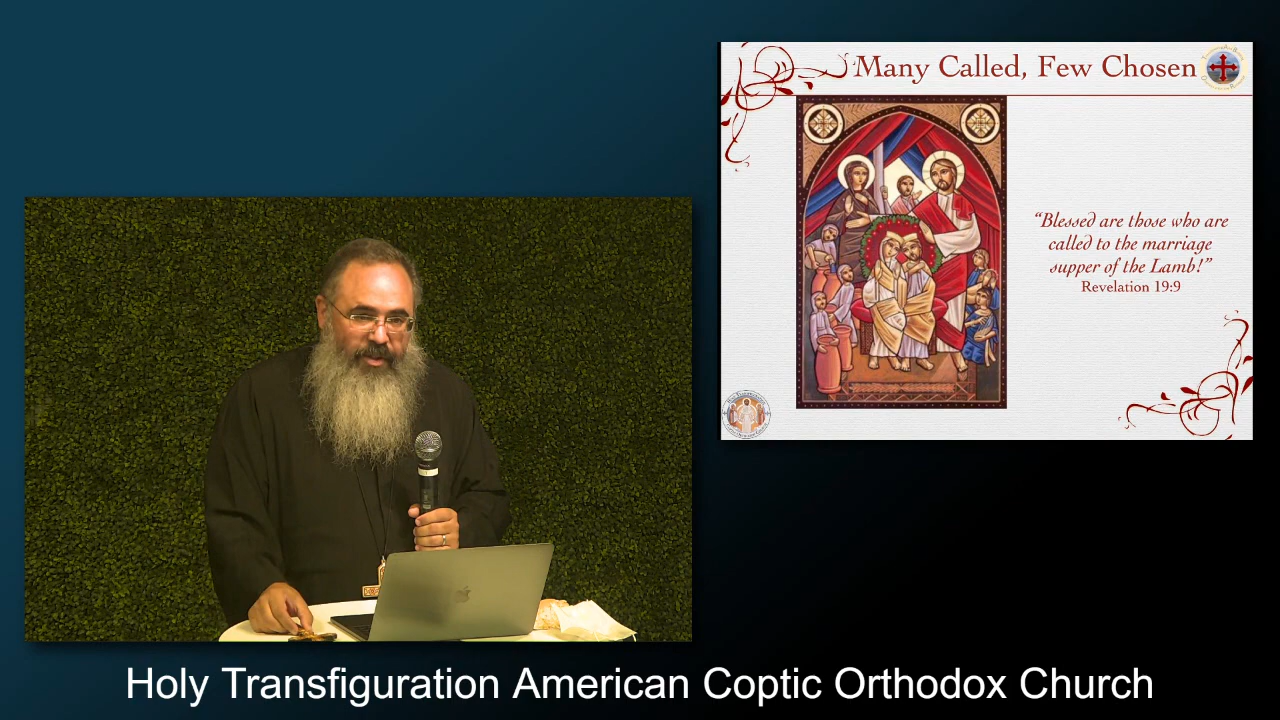 Many Called, Few Chosen
“Blessed are those who are
called to the marriage
supper of the Lamb!”
Revelation 19:9
Holy Transfiguration American Coptic Orthodox Church